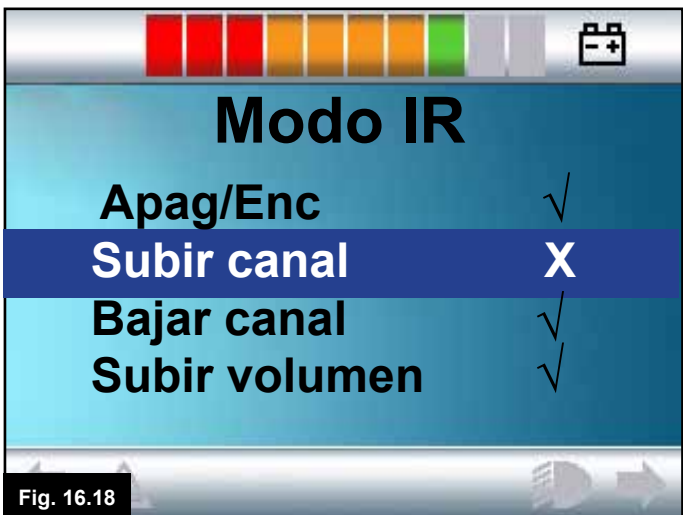 Modo IR
Apag/Enc √
Subir canal X
Bajar canal √
Subir volumen √
Fig. 16.18